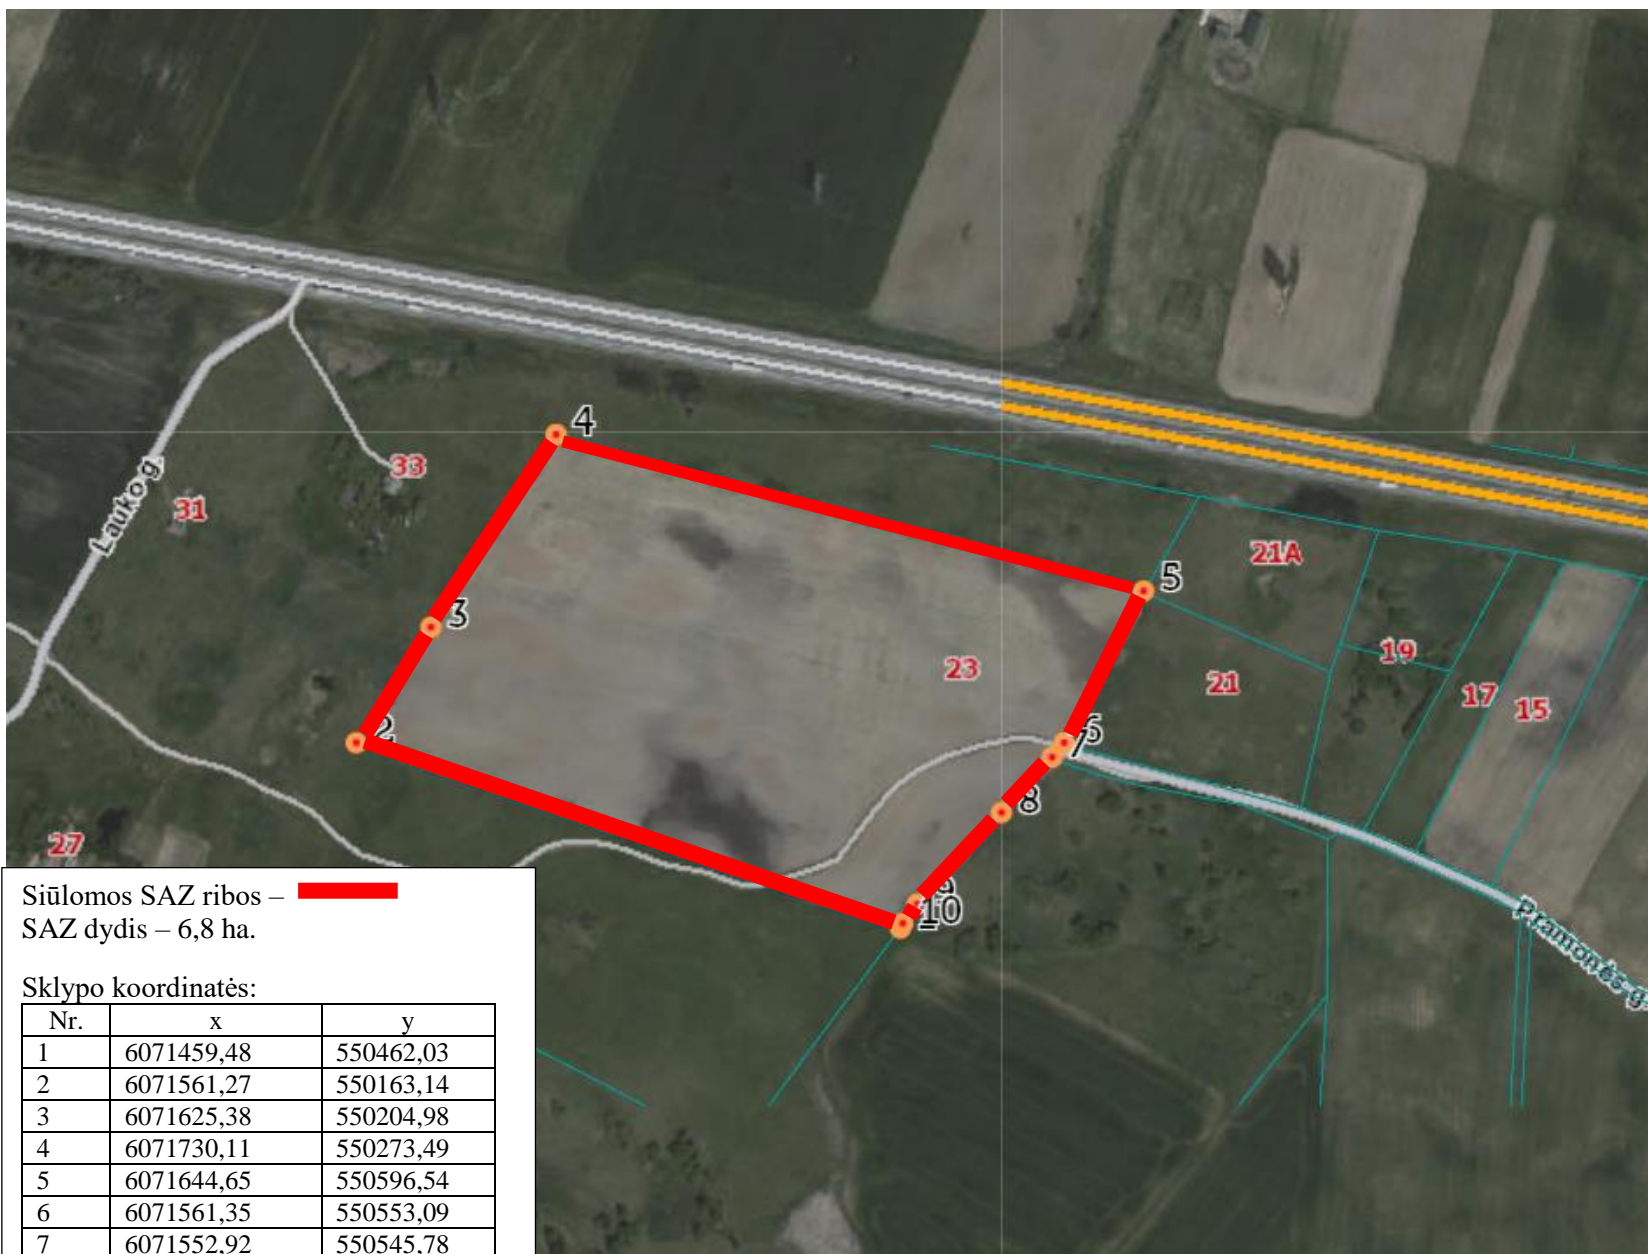 4
33
Lauko g.
31
5
21A
3
23
19
21
17
15
2
6
7
8
27
9
10
Pramonės g.
Siūlomos SAZ ribos –
SAZ dydis – 6,8 ha.
Sklypo koordinatės:
Nr. x y
1 6071459,48 550462,03
2 6071561,27 550163,14
3 6071625,38 550204,98
4 6071730,11 550273,49
5 6071644,65 550596,54
6 6071561,35 550553,09
7 6071552,92 550545,78